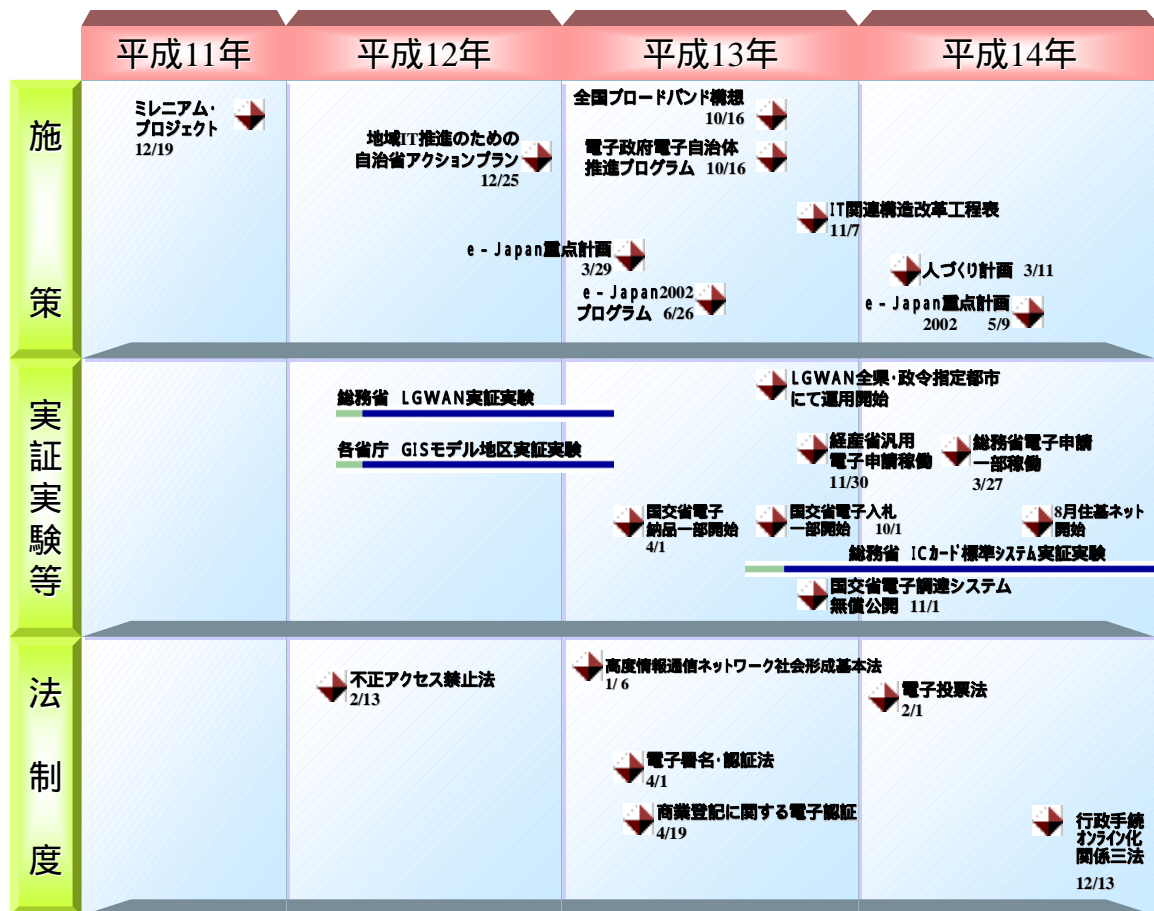 平成11年
平成12年
平成13年
平成14年
施策
ミレニアム・
プロジェクト
12/19
地域IT推進のための
自治省アクションプラン
12/25
全国ブロードバンド構想
10/16
電子政府電子自治体
推進プログラム 10/16
IT関連構造改革工程表
11/7
e－Japan重点計画
3/29
e－Japan2002
プログラム 6/26
人づくり計画 3/11
e－Japan重点計画
2002 5/9
実証実験等
総務省 LGWAN実証実験
各省庁 GISモデル地区実証実験
LGWAN全県・政令指定都市
にて運用開始
経産省汎用
電子申請稼働
11/30
総務省電子申請
一部稼働
3/27
国交省電子
納品一部開始
4/1
国交省電子入札
一部開始 10/1
8月住基ネット
開始
総務省 ICカード標準システム実証実験
国交省電子調達システム
無償公開 11/1
法制度
不正アクセス禁止法
2/13
高度情報通信ネットワーク社会形成基本法
1/ 6
電子投票法
2/1
電子署名・認証法
4/1
商業登記に関する電子認証
4/19
行政手続
オンライン化
関係三法
12/13